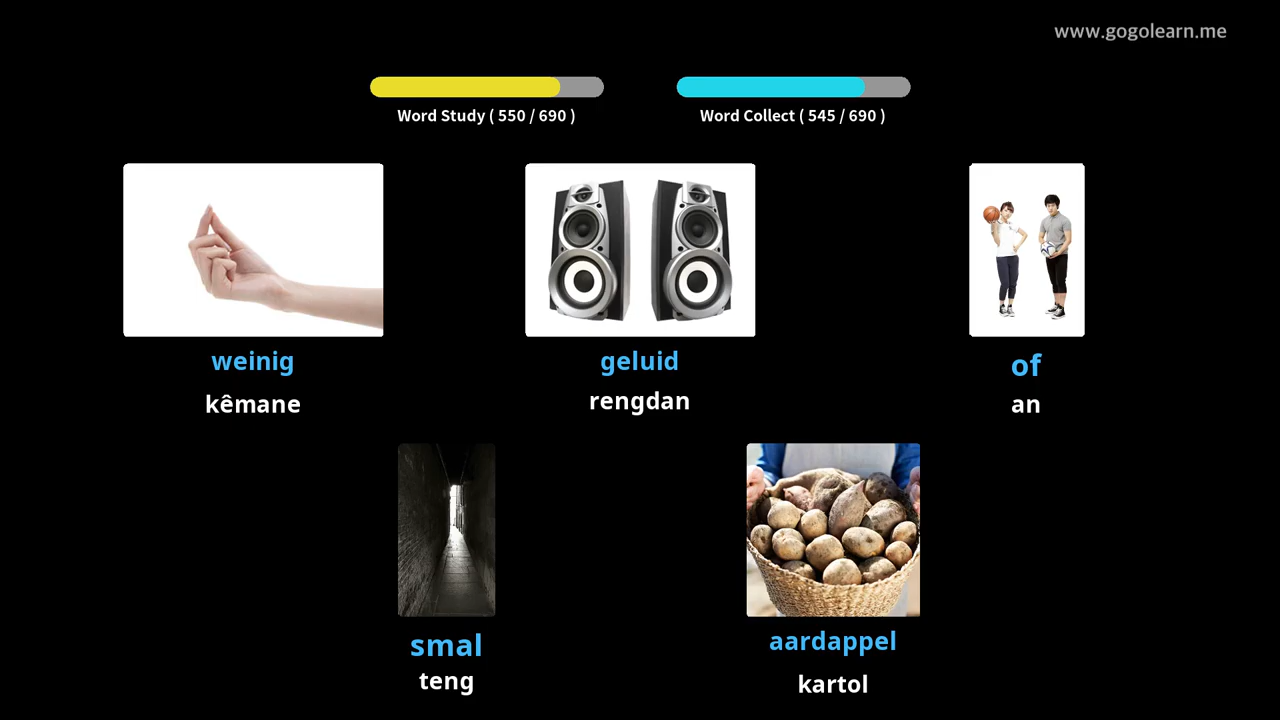 www.gogolearn.me
Word Study ( 550 / 690 )
Word Collect ( 545 / 690 )
weinig
geluid
of
kêmane
rengdan
an
smal
aardappel
teng
kartol